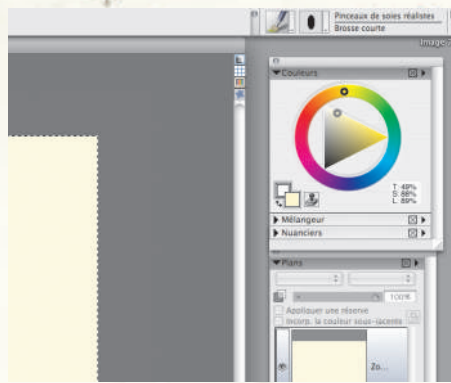 Pinceaux de soies réalistes
Brosse courte
Image
Couleurs
T: 49%
S: 88%
L: 89%
Mélangeur
Nuanciers
Plans
100%
Appliquer une réserve
Incorp. la couleur sous-jacente
Zo...